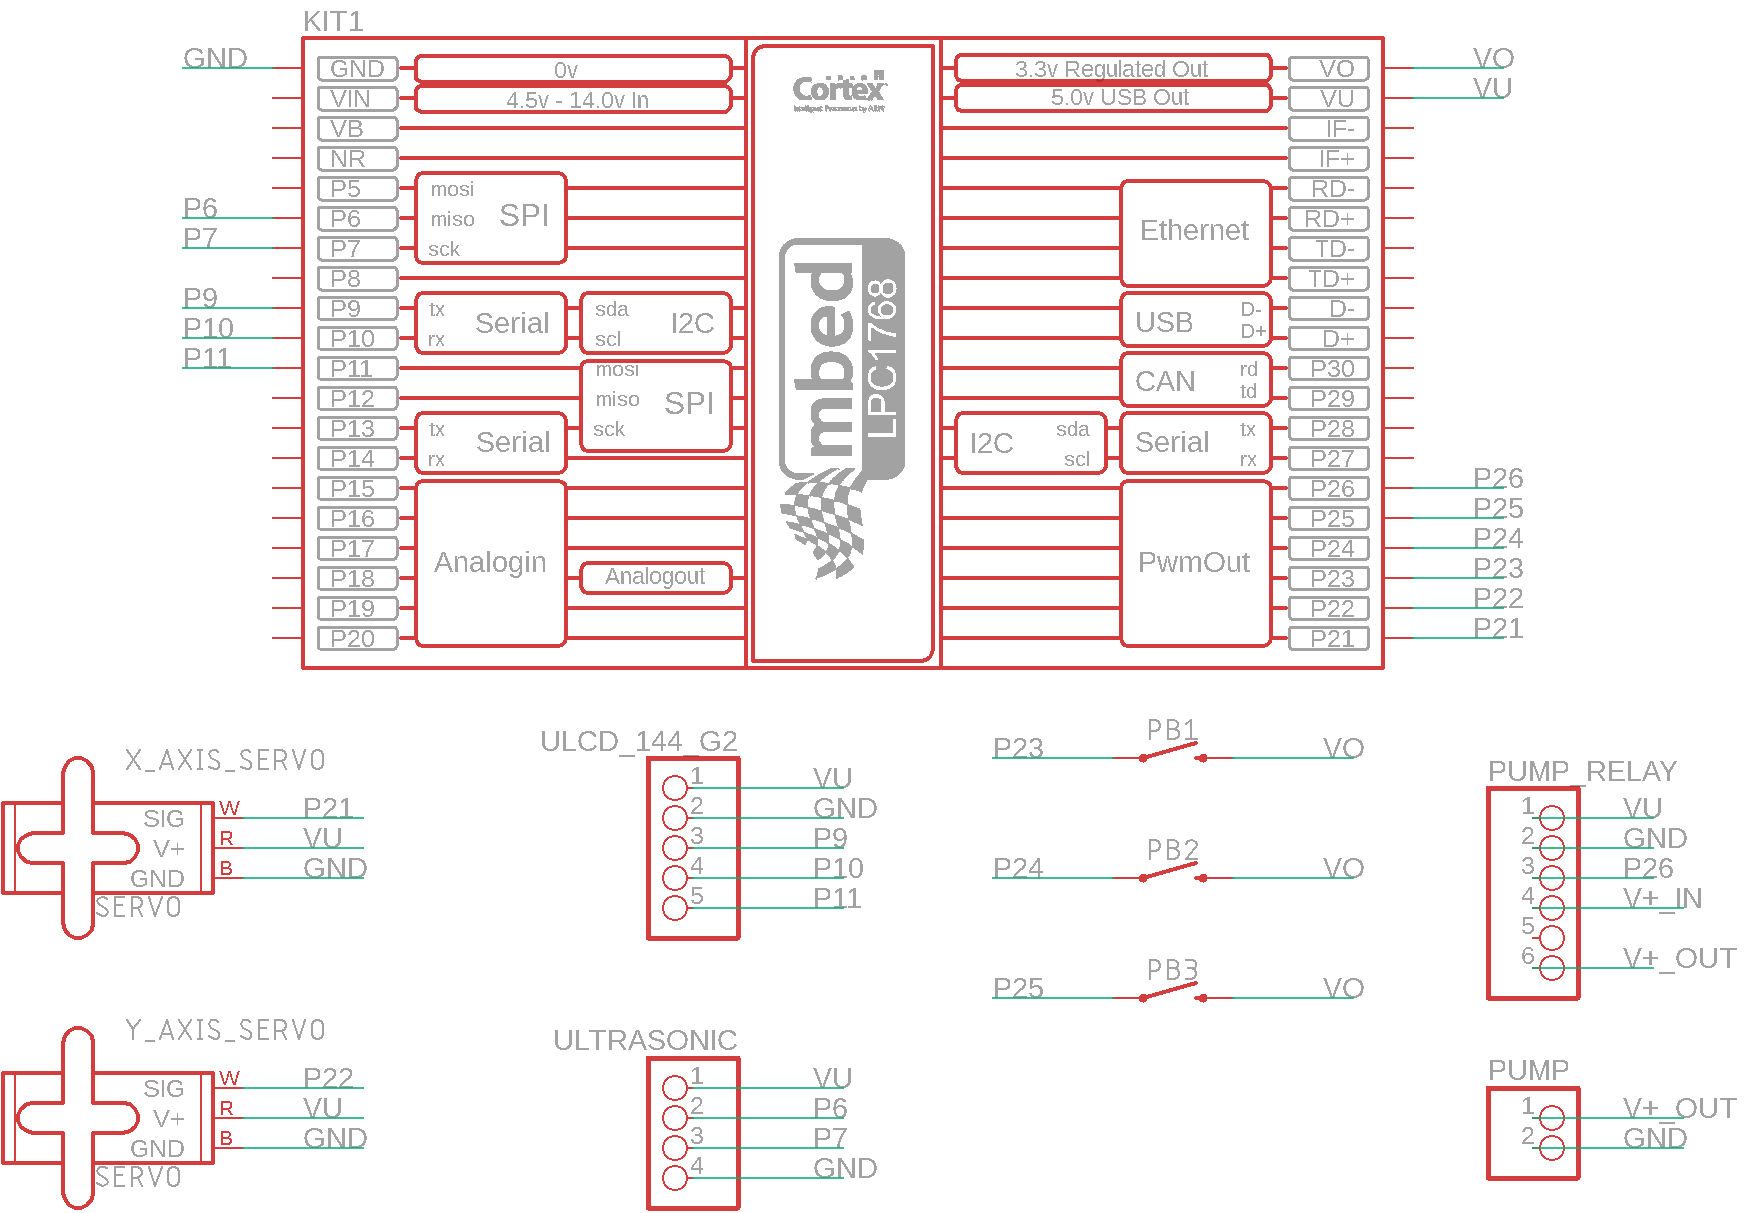 KIT1
GND GND 0v 3.3v Regulated Out VO VO
VIN 4.5v - 14.0v In 5.0v USB Out VU VU
Cortex
Intelligent Processors by ARM
VB IF-
NR IF+
P5 mosi RD-
P6 P6 miso SPI RD+
P7 P7 sck Ethernet TD-
P8 TD+
P9 P9 tx Serial sda I2C USB D- D-
P10 P10 rx scl D+ D+
P11 P11 mosi CAN rd P30
P12 miso SPI td P29
P13 tx Serial sck I2C sda Serial tx P28
P14 rx scl rx P27
mbed
LPC1768
P15 P26 P26
P16 P25 P25
P17 Analogin PwmOut P24 P24
P18 Analogout P23 P23
P19 P22 P22
P20 P21 P21
X_AXIS_SERVO
SIG W P21
V+ R VU
GND B GND
SERVO
Y_AXIS_SERVO
SIG W P22
V+ R VU
GND B GND
SERVO
ULCD_144_G2
1 VU
2 GND
3 P9
4 P10
5 P11
ULTRASONIC
1 VU
2 P6
3 P7
4 GND
PB1
P23 VO
PB2
P24 VO
PB3
P25 VO
PUMP_RELAY
1 VU
2 GND
3 P26
4 V+_IN
5
6 V+_OUT
PUMP
1 V+_OUT
2 GND